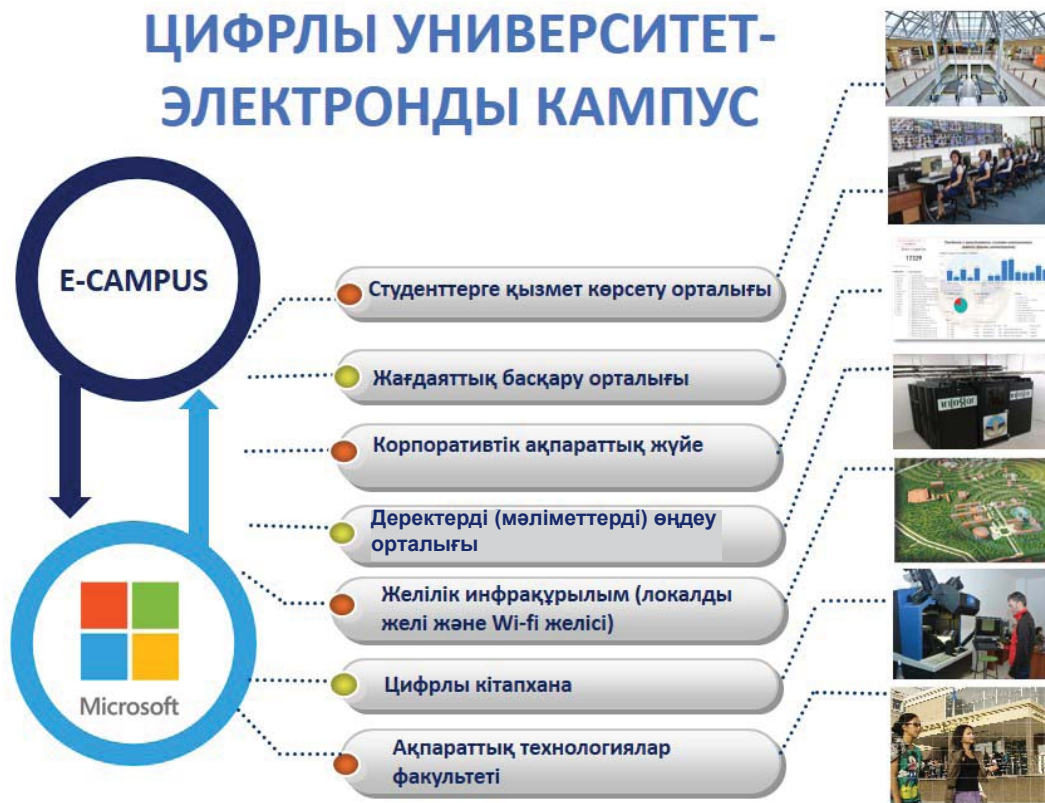 ЦИФРЛЫ УНИВЕРСИТЕТ-
ЭЛЕКТРОНДЫ КАМПУС
E-CAMPUS
Студенттерге қызмет көрсету орталығы
Жағдаяттық басқару орталығы
Корпоративтік ақпараттық жүйе
Деректерді (мәліметтерді) өңдеу
орталығы
Желілік инфрақұрылым (локалды
желі және Wi-fi желісі)
Цифрлы кітапхана
Ақпараттық технологиялар
факультеті
Microsoft
17329